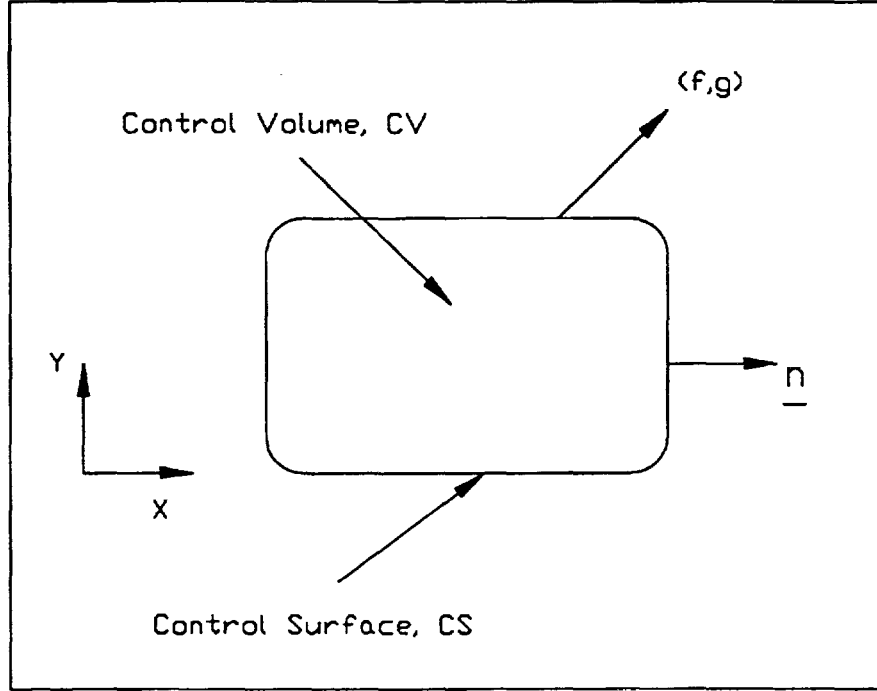 (f,g)
Control Volume, CV
Y
n
X
Control Surface, CS